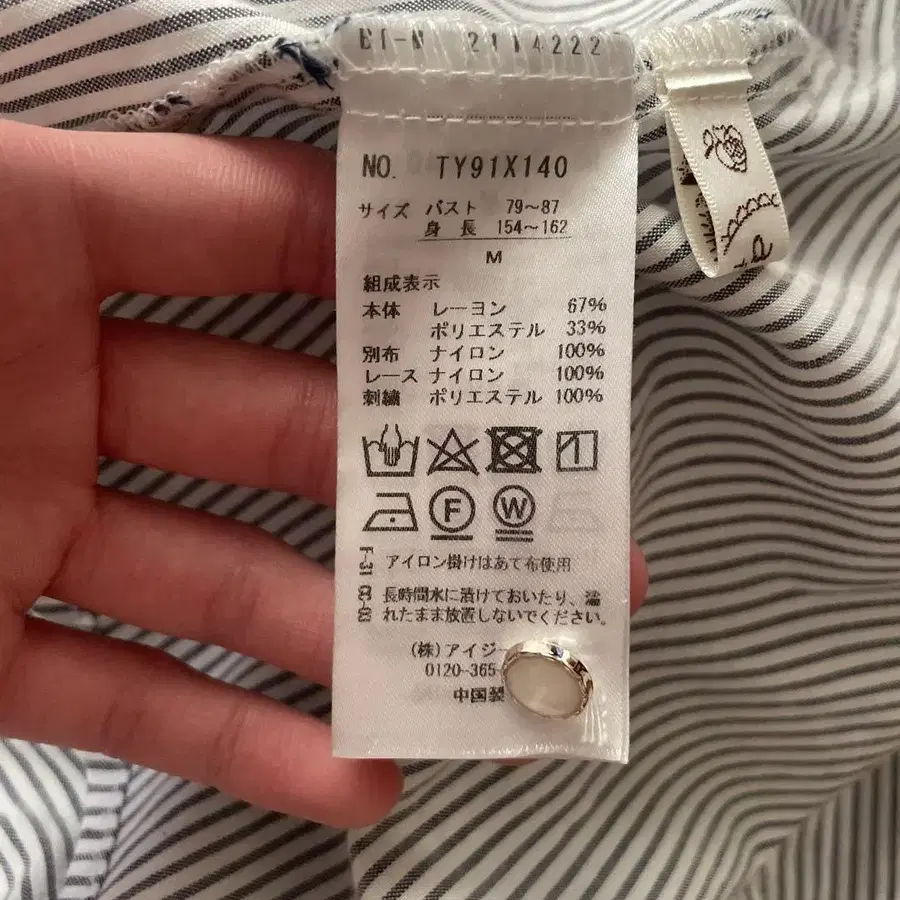 NO. TY91X140
サイズ バスト 79～87
身長 154～162
M
組成表示
本体 レーヨン 67%
ポリエステル 33%
別布 ナイロン 100%
レース ナイロン 100%
刺繍 ポリエステル 100%
F
W
アイロン掛けはあて布使用
長時間水に漬けておいたり、濡
れたまま放置しないでください。
(株)アイジー
0120-365-
中国製